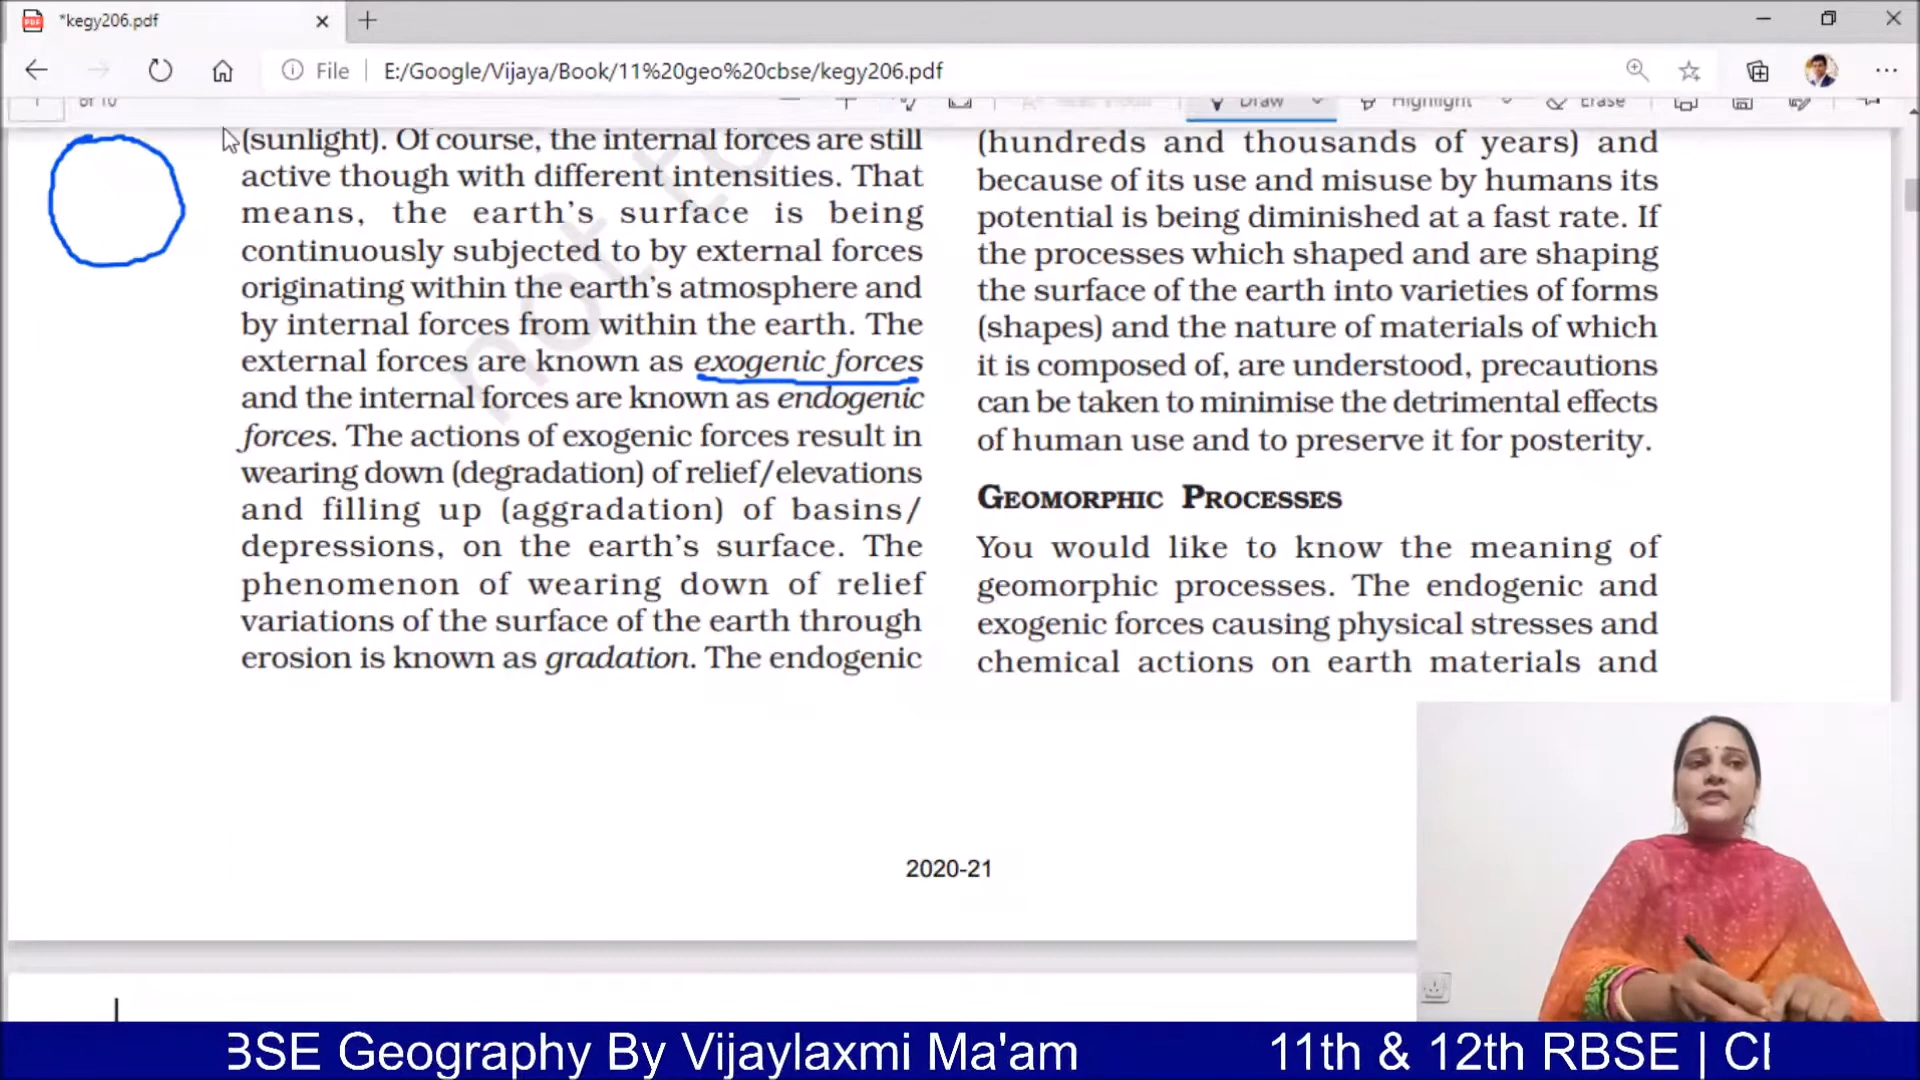 *kegy206.pdf
File
E:/Google/Vijaya/Book/11%20geo%20cbse/kegy206.pdf
of 10
Draw
Highlight
Erase
(sunlight). Of course, the internal forces are still
active though with different intensities. That
means, the earth's surface is being
continuously subjected to by external forces
originating within the earth's atmosphere and
by internal forces from within the earth. The
external forces are known as exogenic forces
and the internal forces are known as endogenic
forces. The actions of exogenic forces result in
wearing down (degradation) of relief/elevations
and filling up (aggradation) of basins/
depressions, on the earth's surface. The
phenomenon of wearing down of relief
variations of the surface of the earth through
erosion is known as gradation. The endogenic
not to
(hundreds and thousands of years) and
because of its use and misuse by humans its
potential is being diminished at a fast rate. If
the processes which shaped and are shaping
the surface of the earth into varieties of forms
(shapes) and the nature of materials of which
it is composed of, are understood, precautions
can be taken to minimise the detrimental effects
of human use and to preserve it for posterity.
GEOMORPHIC PROCESSES
You would like to know the meaning of
geomorphic processes. The endogenic and
exogenic forces causing physical stresses and
chemical actions on earth materials and
2020-21
BSE Geography By Vijaylaxmi Ma'am
11th & 12th RBSE |